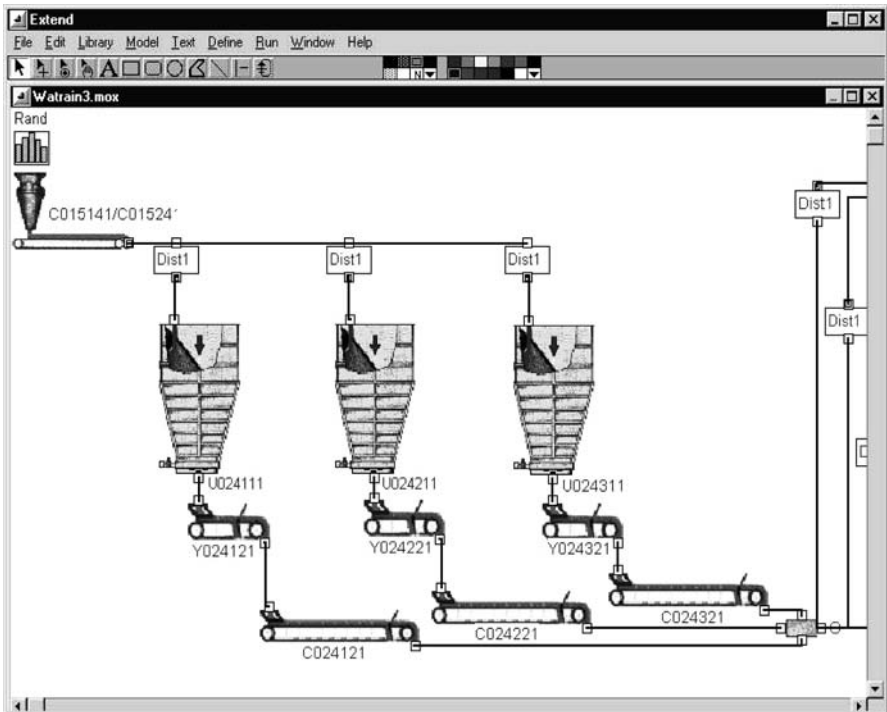 Extend
File Edit Library Model Text Define Run Window Help
A N
Watrain3.mox
Rand
C015141/C01524
Dist1
Dist1 Dist1 Dist1
Dist1
U024111 U024211 U024311
Y024121 Y024221 Y024321
C024321
C024221
C024121